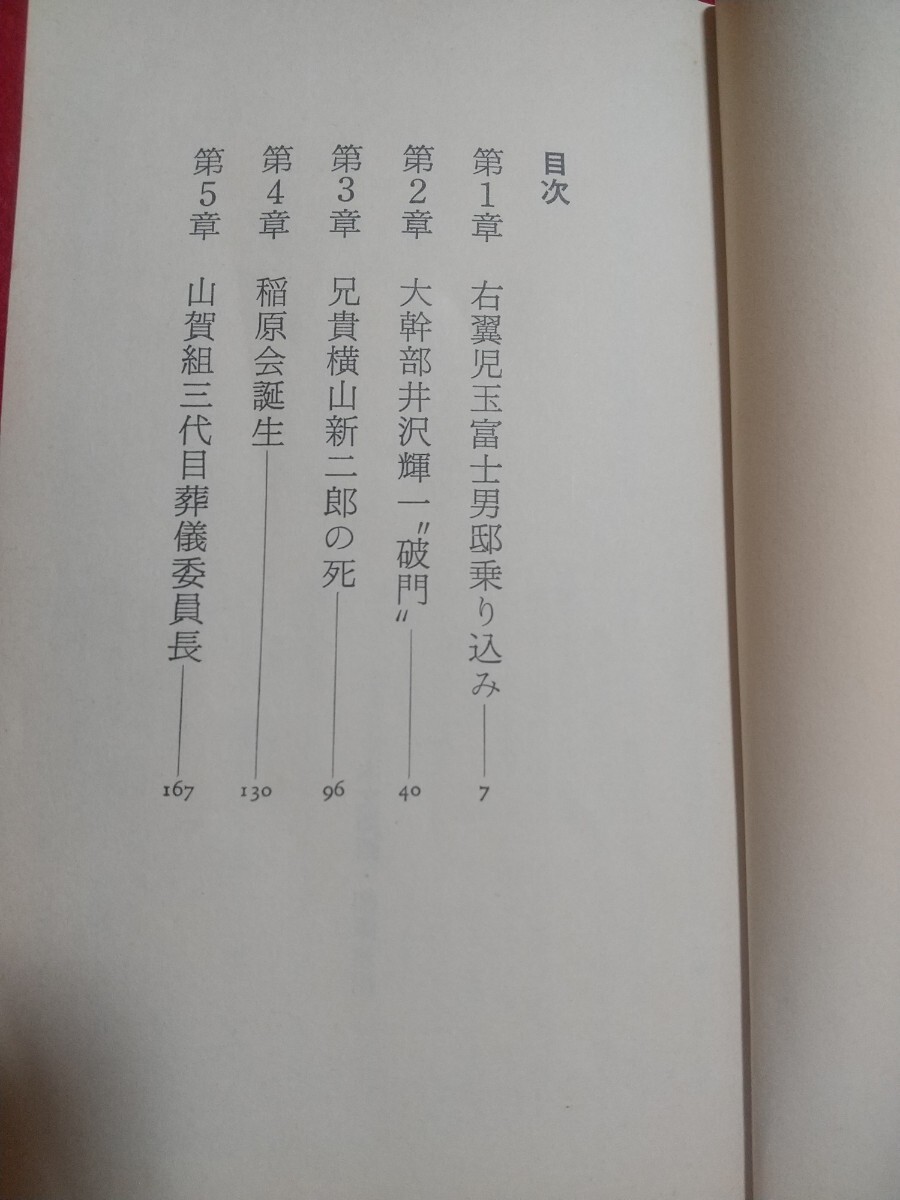 目次
第1章 右翼児玉富士男邸乗り込み 7
第2章 大幹部井沢輝一〝破門〟 40
第3章 兄貴横山新二郎の死 96
第4章 稲原会誕生 130
第5章 山賀組三代目葬儀委員長 167